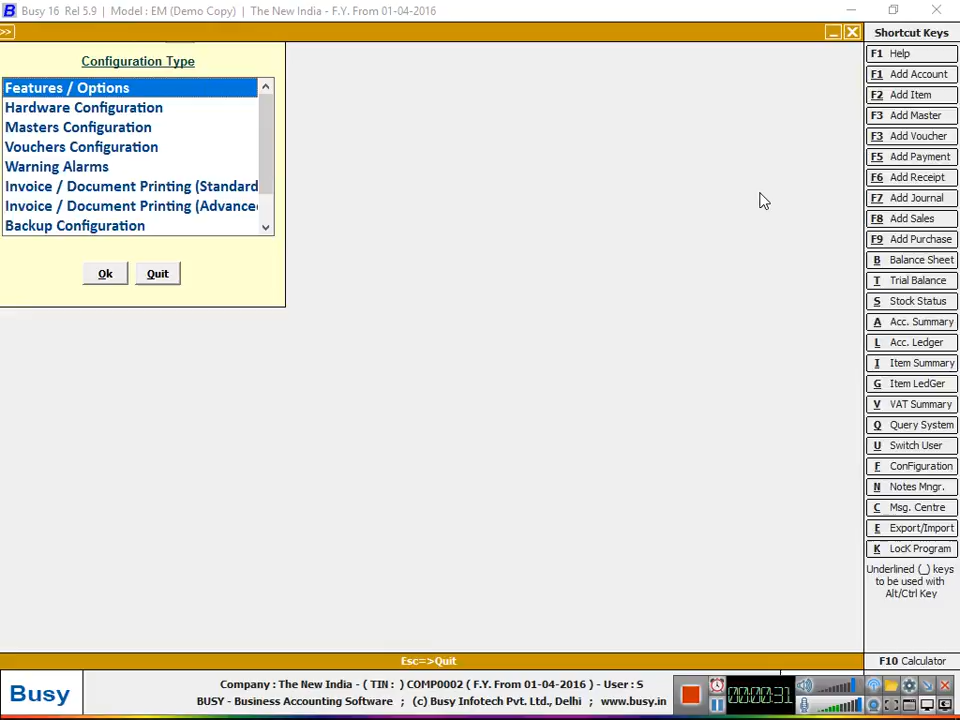 Busy 16 Rel 5.9 | Model : EM (Demo Copy) | The New India - F.Y. From 01-04-2016
>>
Configuration Type
Features / Options
Hardware Configuration
Masters Configuration
Vouchers Configuration
Warning Alarms
Invoice / Document Printing (Standard
Invoice / Document Printing (Advance
Backup Configuration
Ok Quit
Shortcut Keys
F1 Help
F1 Add Account
F2 Add Item
F3 Add Master
F3 Add Voucher
F5 Add Payment
F6 Add Receipt
F7 Add Journal
F8 Add Sales
F9 Add Purchase
B Balance Sheet
T Trial Balance
S Stock Status
A Acc. Summary
L Acc. Ledger
I Item Summary
G Item LedGer
V VAT Summary
Q Query System
U Switch User
F ConFiguration
N Notes Mngr.
C Msg. Centre
E Export/Import
K LocK Program
Underlined (_) keys
to be used with
Alt/Ctrl Key
Esc=>Quit
F10 Calculator
Busy
Company : The New India - ( TIN : ) COMP0002 ( F.Y. From 01-04-2016 ) - User : S
BUSY - Business Accounting Software ; (c) Busy Infotech Pvt. Ltd., Delhi ; www.busy.in
00:00:31